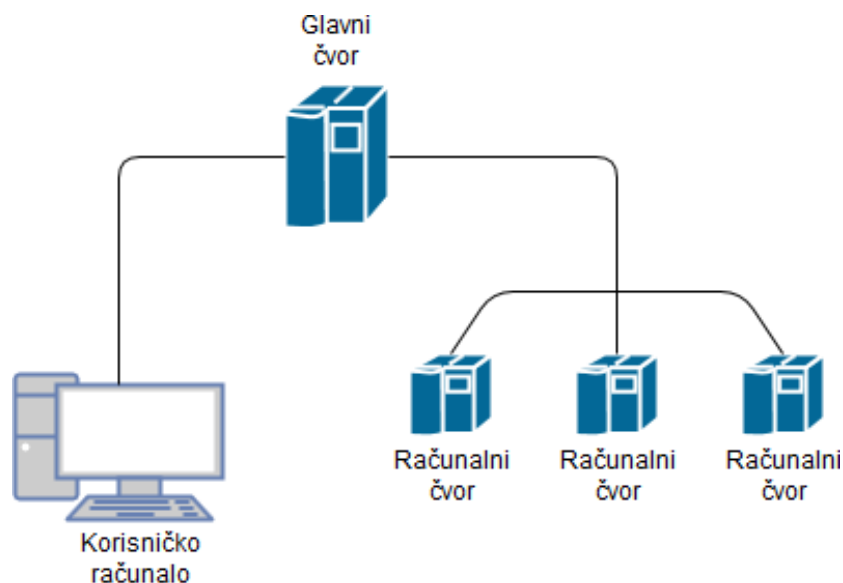 Glavni
čvor
Računalni
čvor
Računalni
čvor
Računalni
čvor
Korisničko
računalo